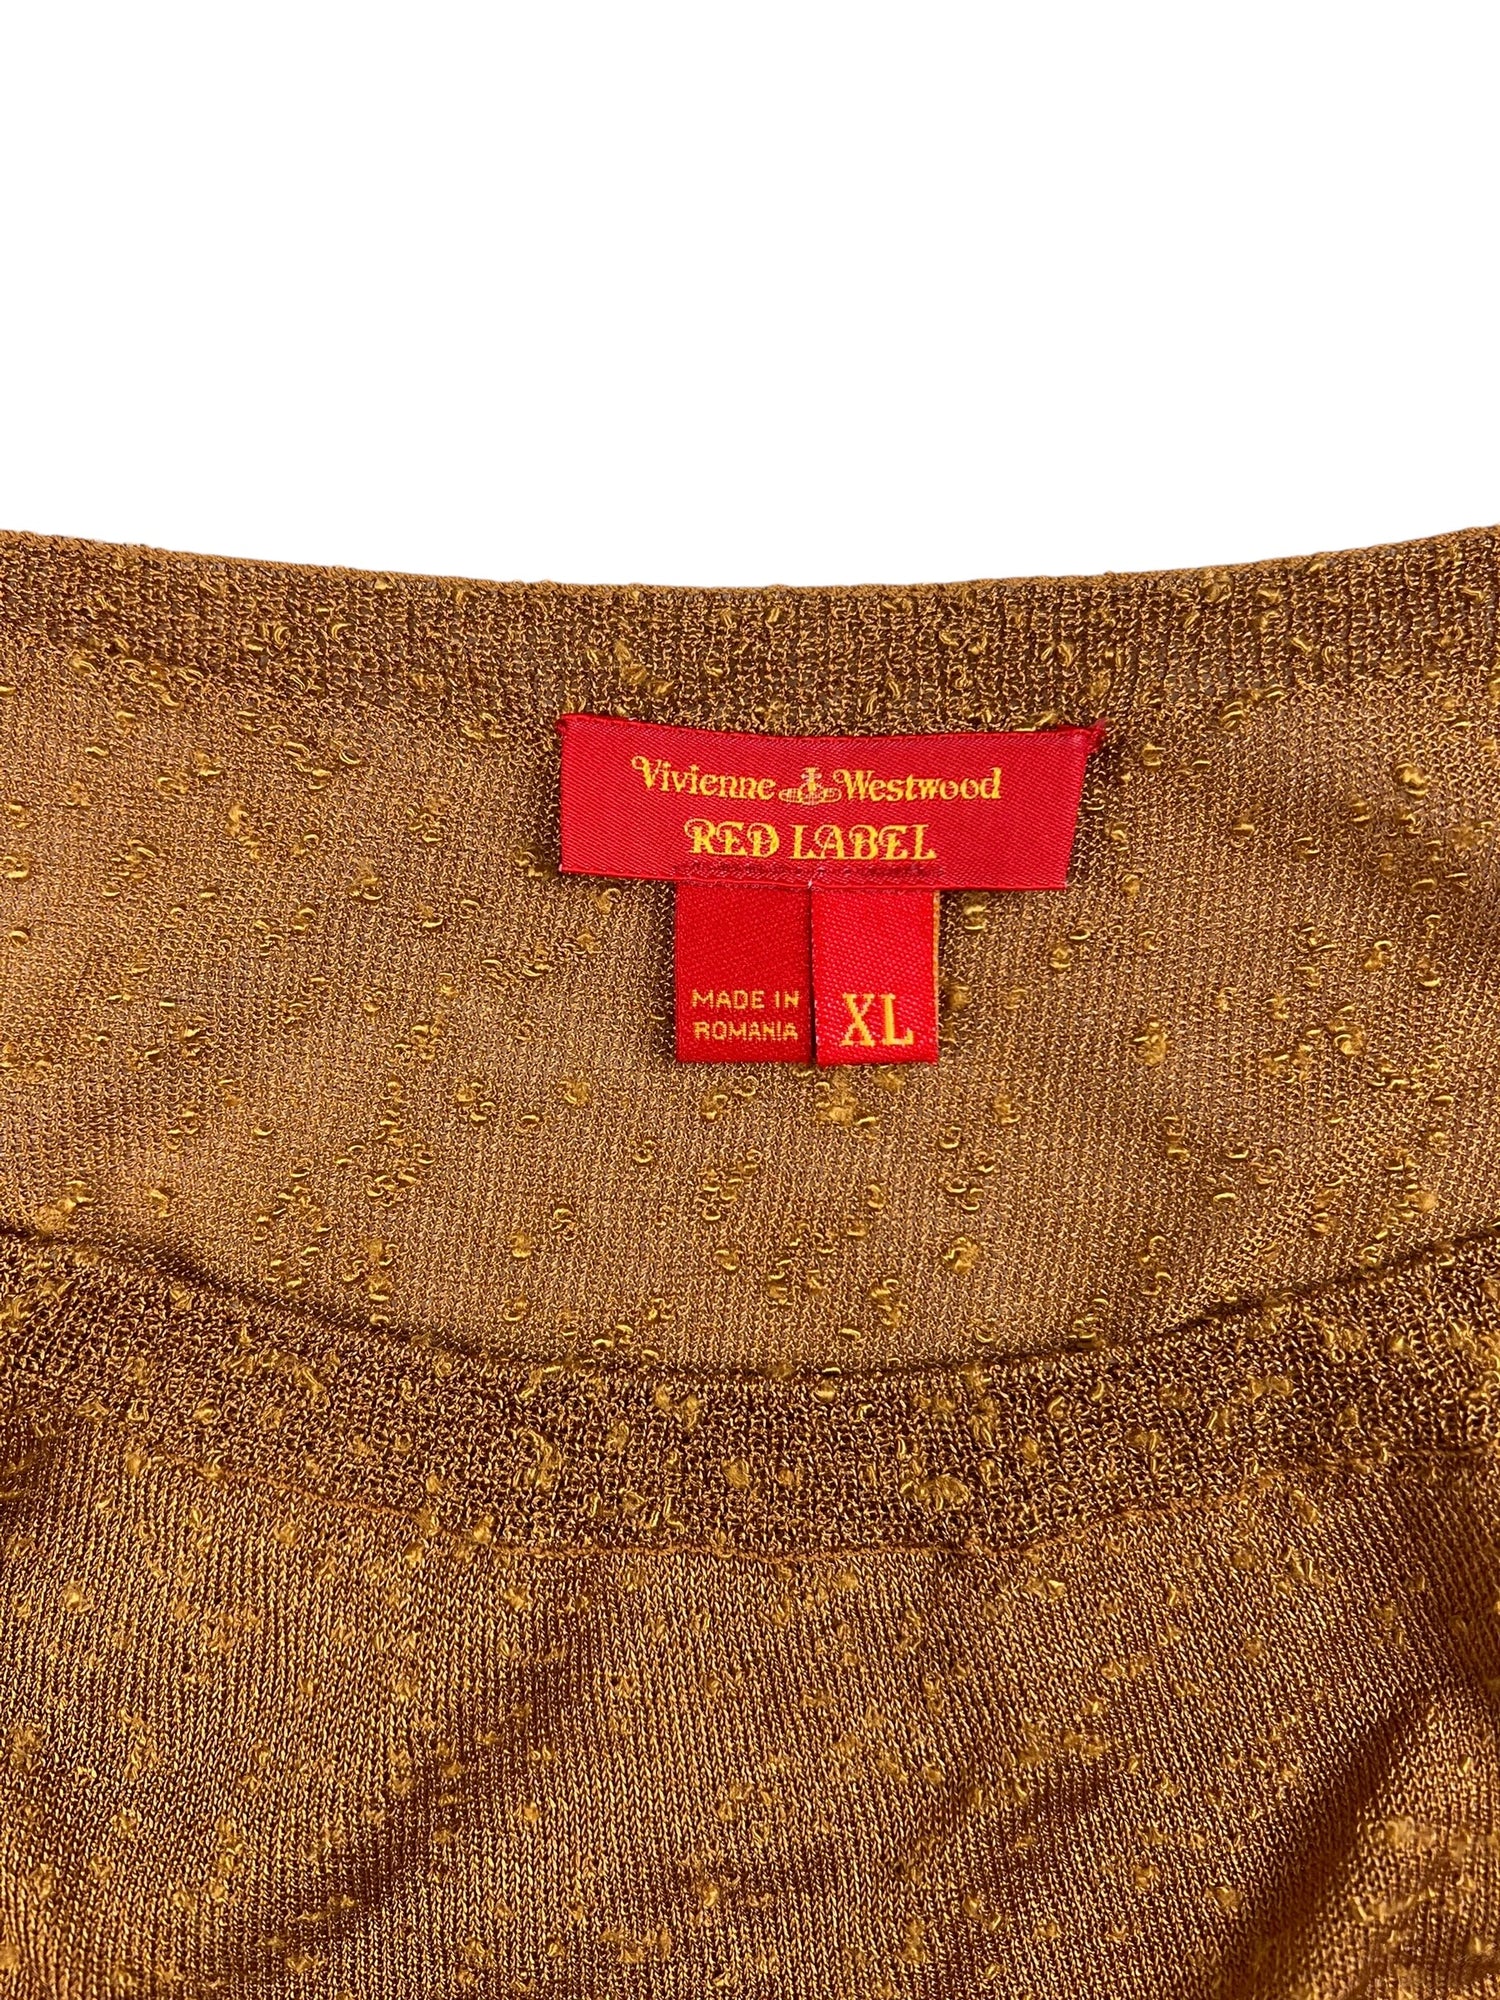 Vivienne Westwood
RED LABEL
MADE IN
ROMANIA
XL